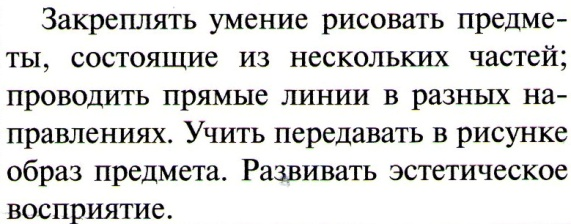 Закреплять умение рисовать предме-
ты, состоящие из нескольких частей;
проводить прямые линии в разных на-
правлениях. Учить передавать в рисунке
образ предмета. Развивать эстетическое
восприятие.